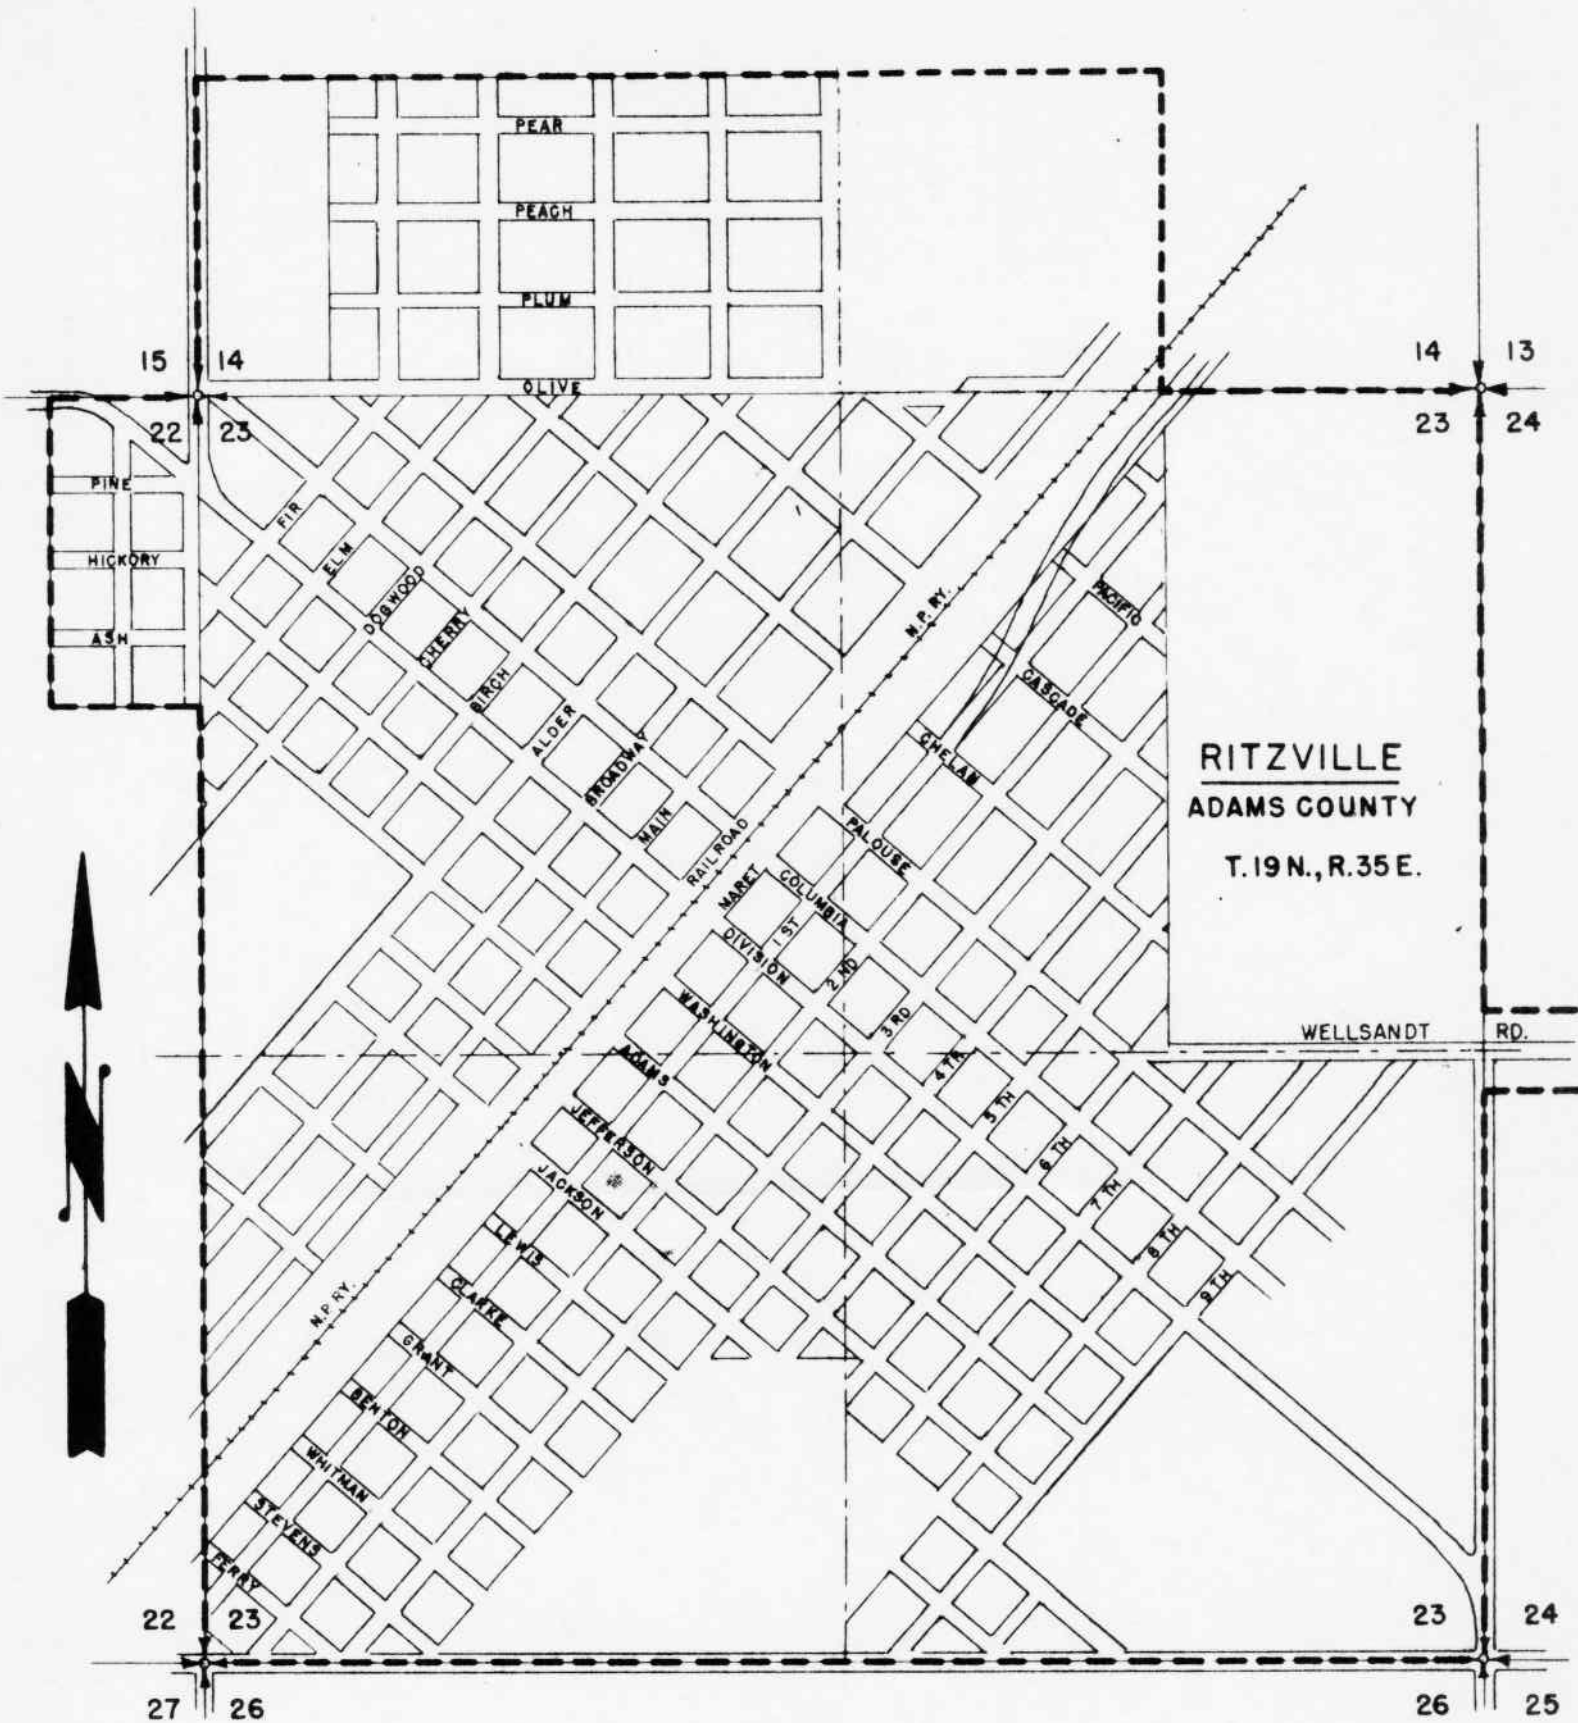 PEAR
PEACH
PLUM
OLIVE
15 14
22 23
14 13
23 24
PINE
HICKORY
ASH
FIR
ELM
DOGWOOD
CHERRY
BIRCH
ALDER
BROADWAY
MAIN
RAILROAD
N.P. RY.
PACIFIC
CASCADE
CHELAN
PALOUSE
COLUMBIA
MARET
DIVISION
1 ST
2 ND
3 RD
4 TH
5 TH
6 TH
7 TH
8 TH
9 TH
WASHINGTON
ADAMS
JEFFERSON
JACKSON
LEWIS
CLARKE
GRANT
BENTON
WHITMAN
STEVENS
FERRY
N.P. RY.
RITZVILLE
ADAMS COUNTY
T. 19 N., R. 35 E.
WELLSANDT RD.
N
22 23
27 26
23 24
26 25